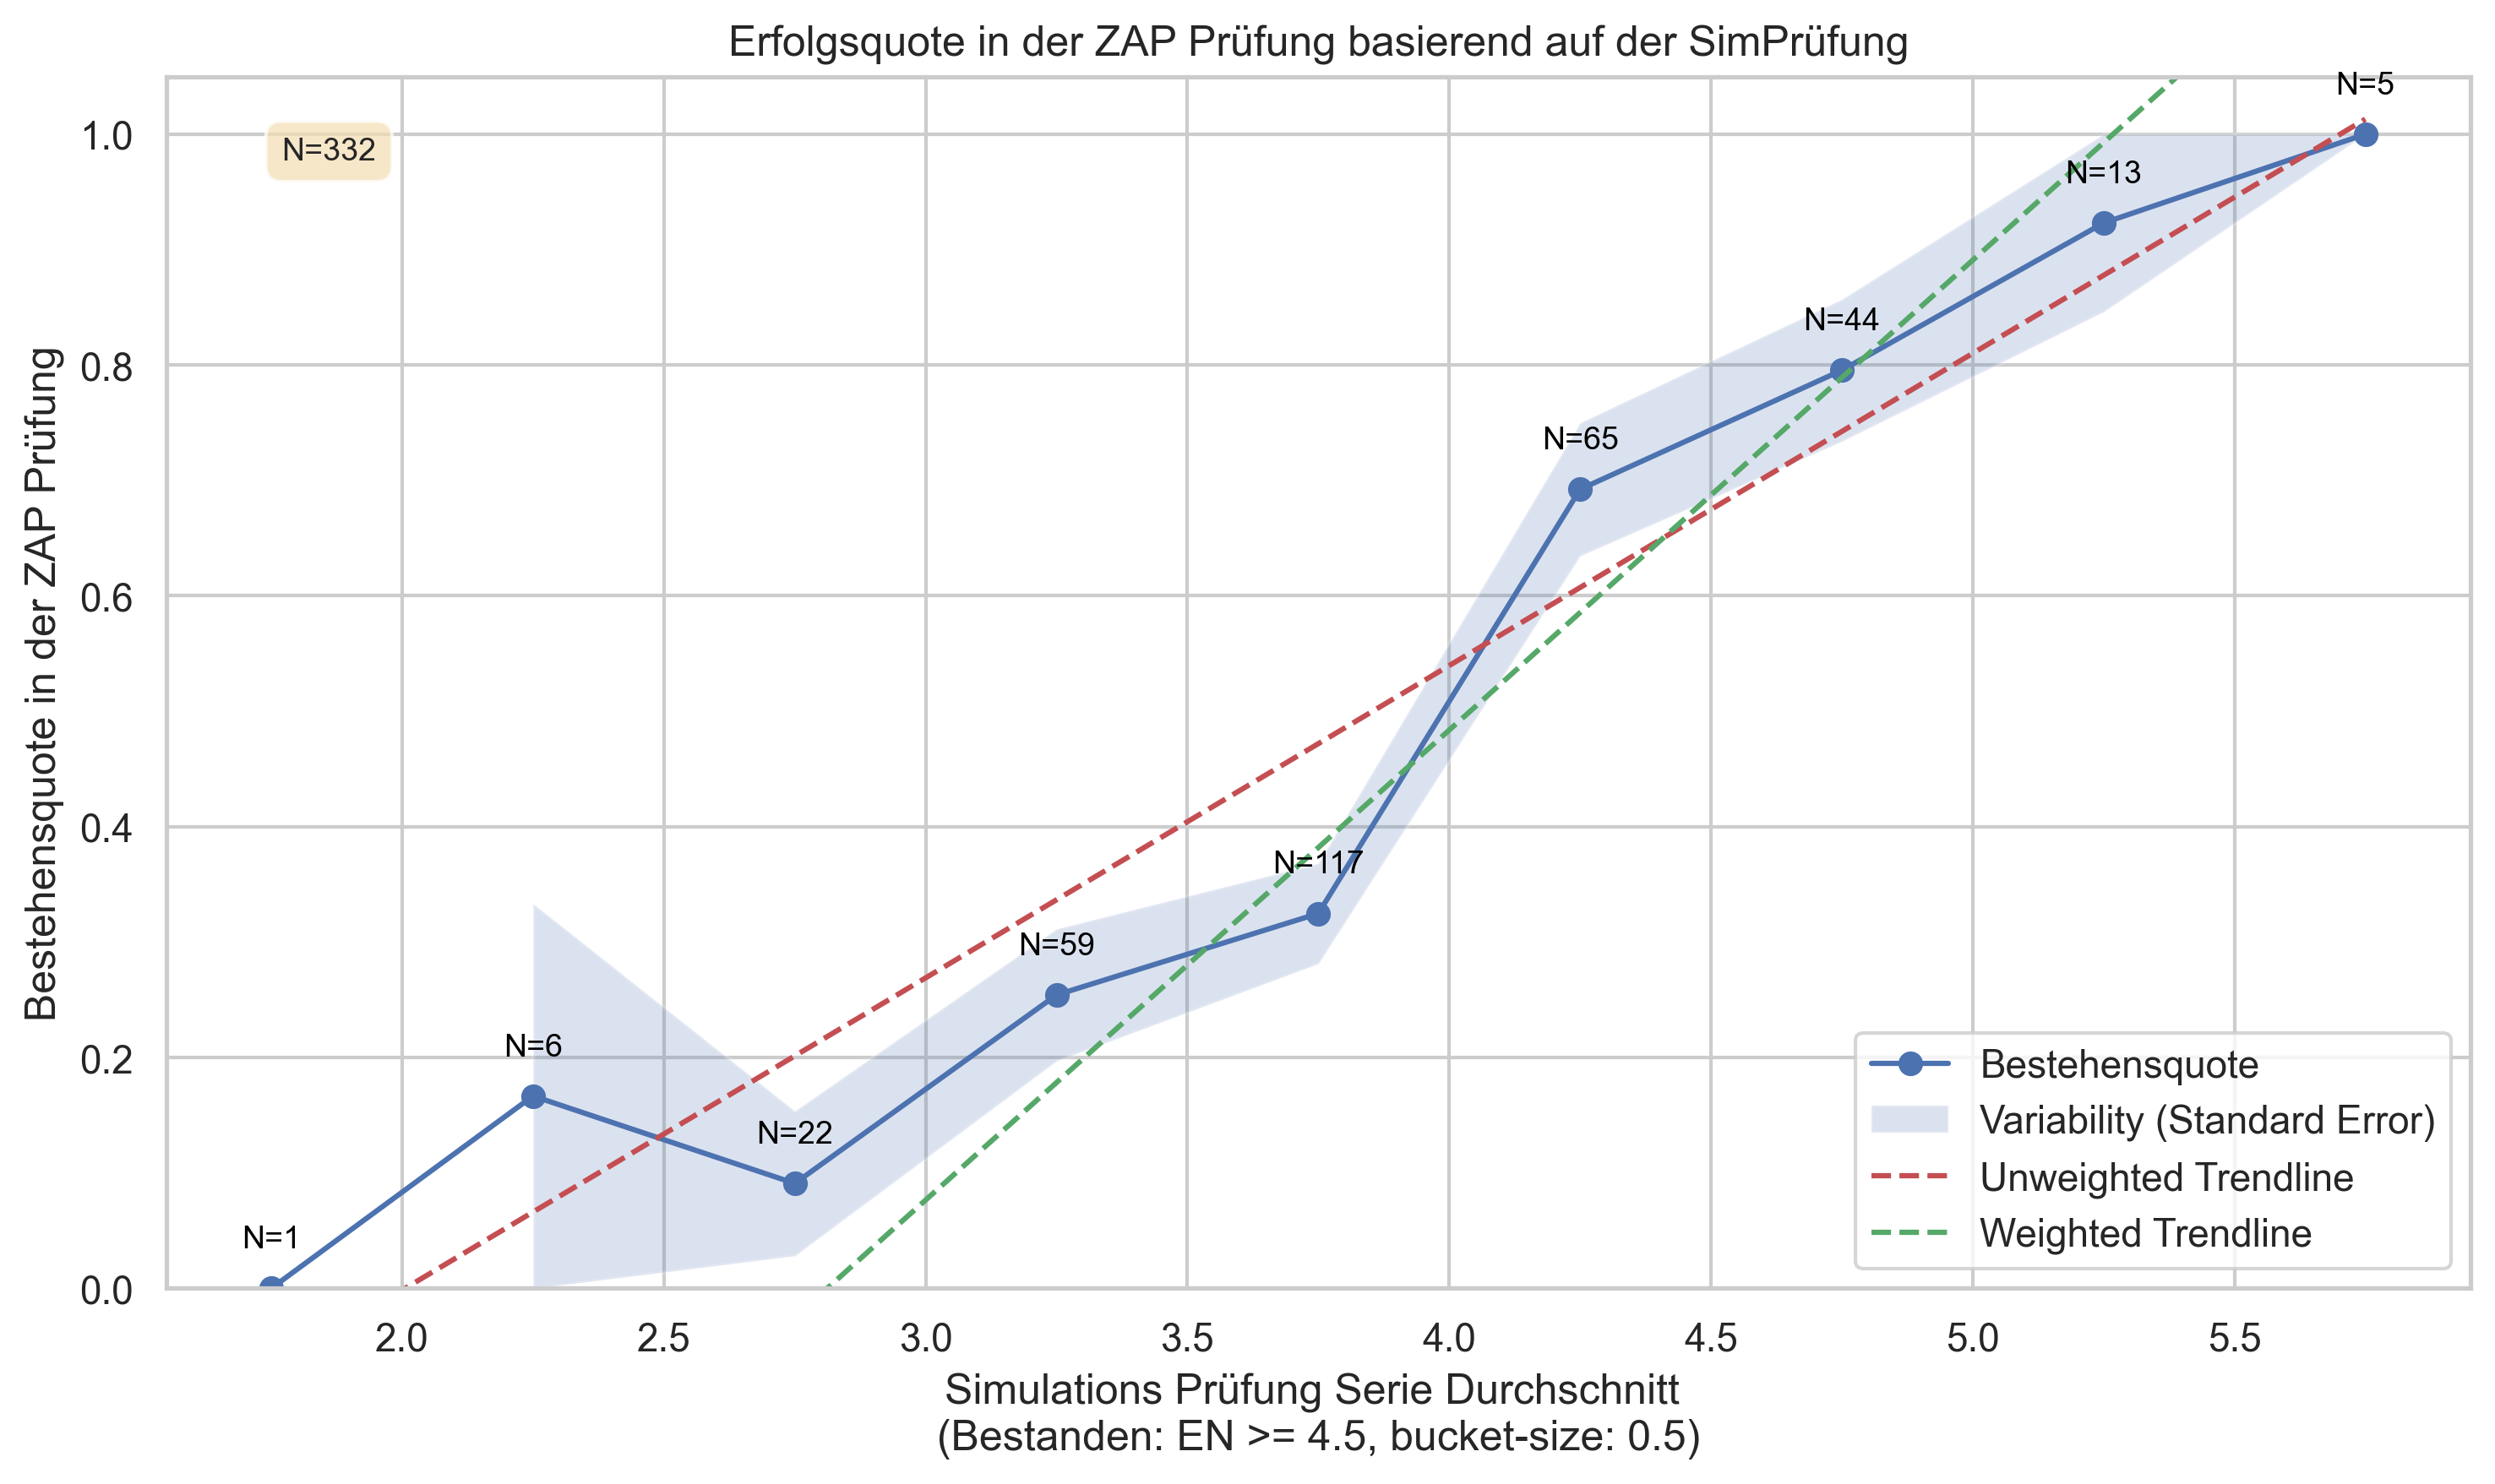 Erfolgsquote in der ZAP Prüfung basierend auf der SimPrüfung
N=332
N=1
N=6
N=22
N=59
N=117
N=65
N=44
N=13
N=5
Bestehensquote in der ZAP Prüfung
1.0
0.8
0.6
0.4
0.2
0.0
2.0
2.5
3.0
3.5
4.0
4.5
5.0
5.5
Simulations Prüfung Serie Durchschnitt
(Bestanden: EN >= 4.5, bucket-size: 0.5)
Bestehensquote
Variability (Standard Error)
Unweighted Trendline
Weighted Trendline